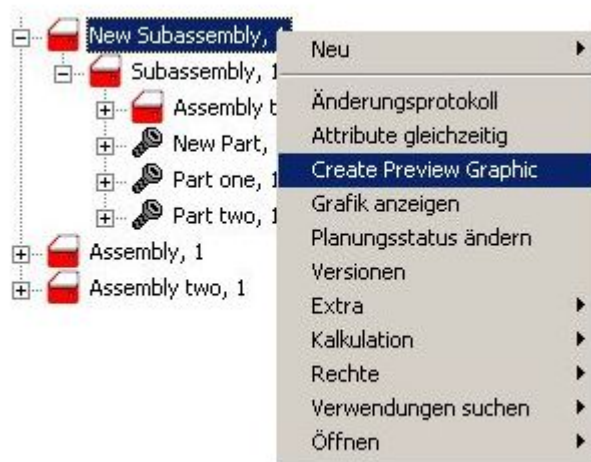 New Subassembly, 1
Subassembly, 1
Assembly t
New Part,
Part one, 1
Part two, 1
Assembly, 1
Assembly two, 1
Neu
Änderungsprotokoll
Attribute gleichzeitig
Create Preview Graphic
Grafik anzeigen
Planungsstatus ändern
Versionen
Extra
Kalkulation
Rechte
Verwendungen suchen
Öffnen